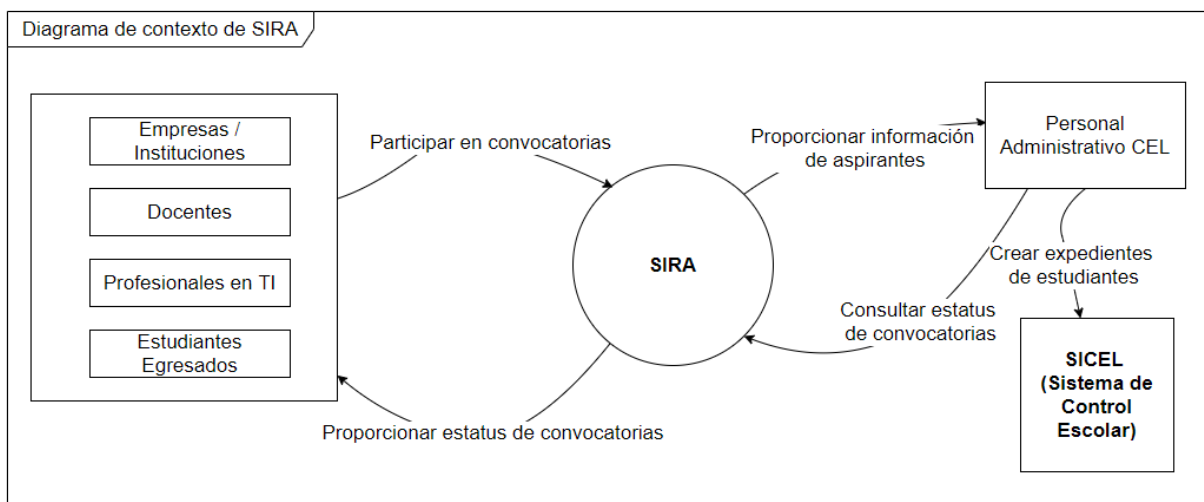 Diagrama de contexto de SIRA
Empresas /
Instituciones
Docentes
Profesionales en TI
Estudiantes
Egresados
Participar en convocatorias
Proporcionar estatus de convocatorias
SIRA
Proporcionar información
de aspirantes
Consultar estatus
de convocatorias
Personal
Administrativo CEL
Crear expedientes
de estudiantes
SICEL
(Sistema de
Control
Escolar)